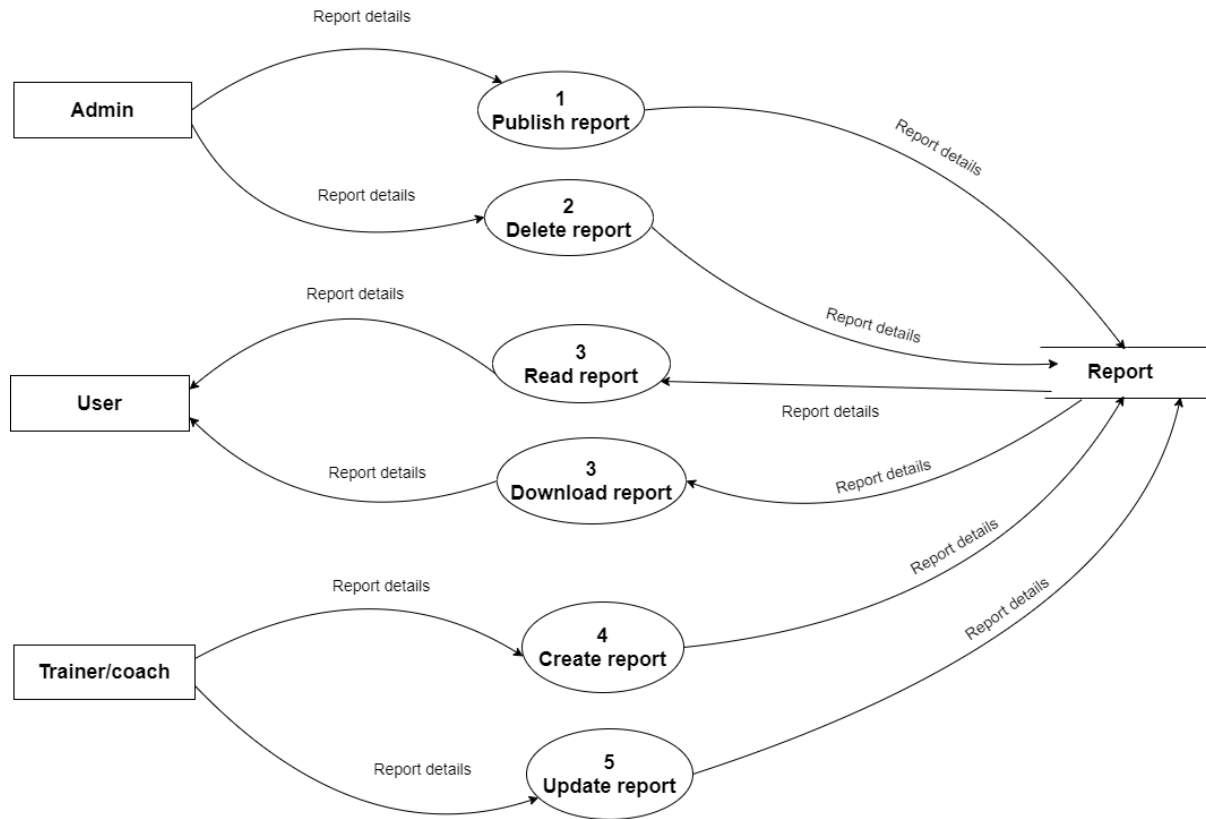 Report details
Admin
1
Publish report
Report details
Report details
2
Delete report
Report details
Report details
3
Read report
Report
User
Report details
Report details
3
Download report
Report details
Report details
Report details
4
Create report
Report details
Trainer/coach
Report details
5
Update report